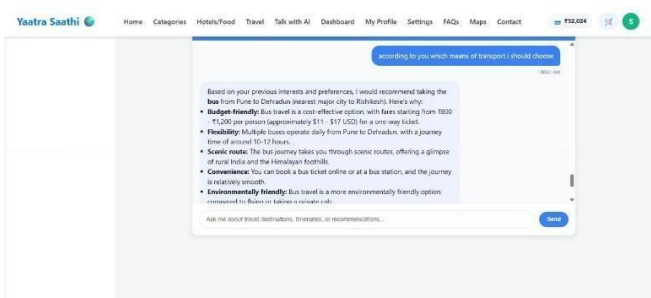 Yaatra Saathi
Home Categories Hotels/Food Travel Talk with AI Dashboard My Profile Settings FAQs Maps Contact ₹52,024 S
according to you which means of transport i should choose
AM
Based on your previous interests and preferences, I would recommend taking the
bus from Pune to Dehradun (nearest major city to Rishikesh). Here's why:
• Budget-friendly: Bus travel is a cost-effective option, with fares starting from ₹800
- ₹1,200 per person (approximately $11 - $17 USD) for a one-way ticket.
• Flexibility: Multiple buses operate daily from Pune to Dehradun, with a journey
time of around 10-12 hours.
• Scenic route: The bus journey takes you through scenic routes, offering a glimpse
of rural India and the Himalayan foothills.
• Convenience: You can book a bus ticket online or at a bus station, and the journey
is relatively smooth.
• Environmentally friendly: Bus travel is a more environmentally friendly option
compared to flying or taking a private cab
Ask me about travel destinations, itineraries, or recommendations...
Send